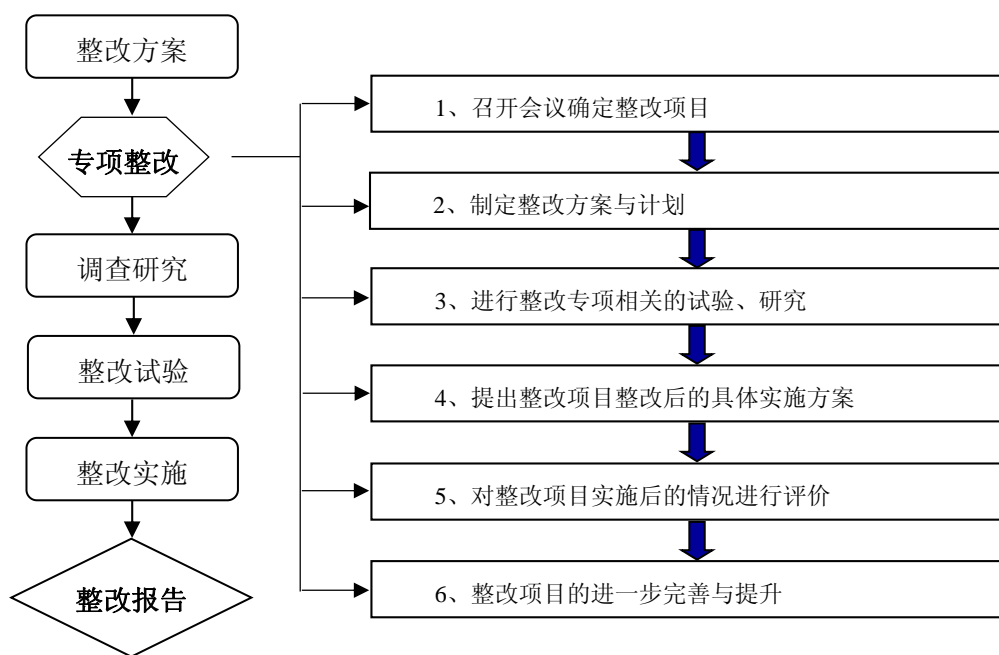 整改方案
专项整改
调查研究
整改试验
整改实施
整改报告
1、召开会议确定整改项目
2、制定整改方案与计划
3、进行整改专项相关的试验、研究
4、提出整改项目整改后的具体实施方案
5、对整改项目实施后的情况进行评价
6、整改项目的进一步完善与提升